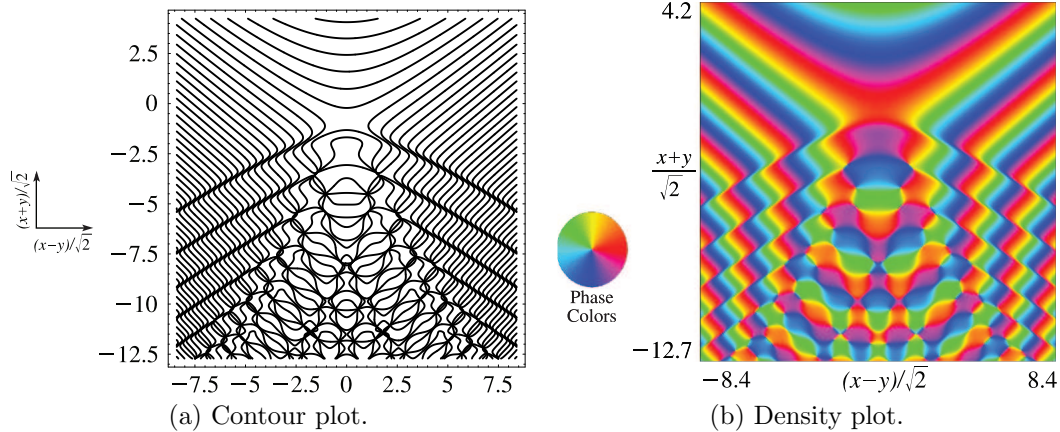 2.5
0
−2.5
−5
−7.5
−10
−12.5
−7.5 −5 −2.5 0 2.5 5 7.5
(x+y)/√2
(x−y)/√2
(a) Contour plot.
Phase
Colors
4.2
x+y
√2
−12.7
−8.4 (x−y)/√2 8.4
(b) Density plot.